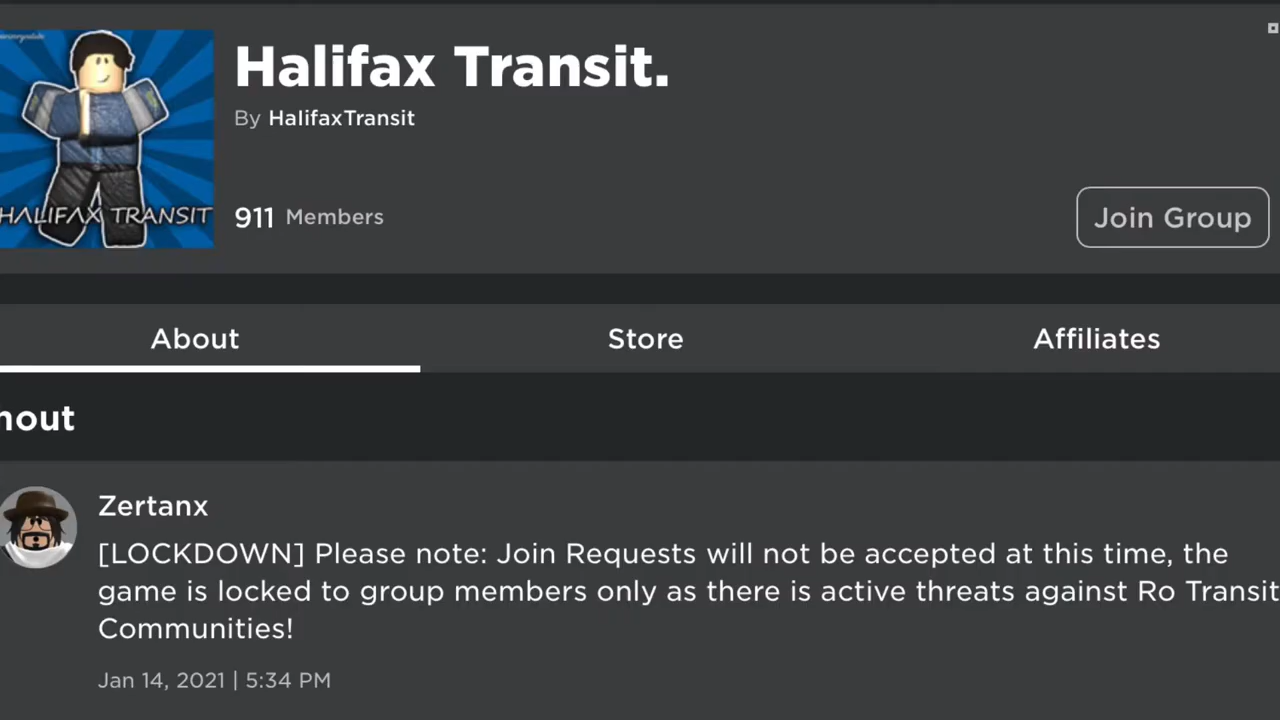 Halifax Transit.
By HalifaxTransit
HALIFAX TRANSIT
911 Members
Join Group
About Store Affiliates
hout
Zertanx
[LOCKDOWN] Please note: Join Requests will not be accepted at this time, the
game is locked to group members only as there is active threats against Ro Transit
Communities!
Jan 14, 2021 | 5:34 PM